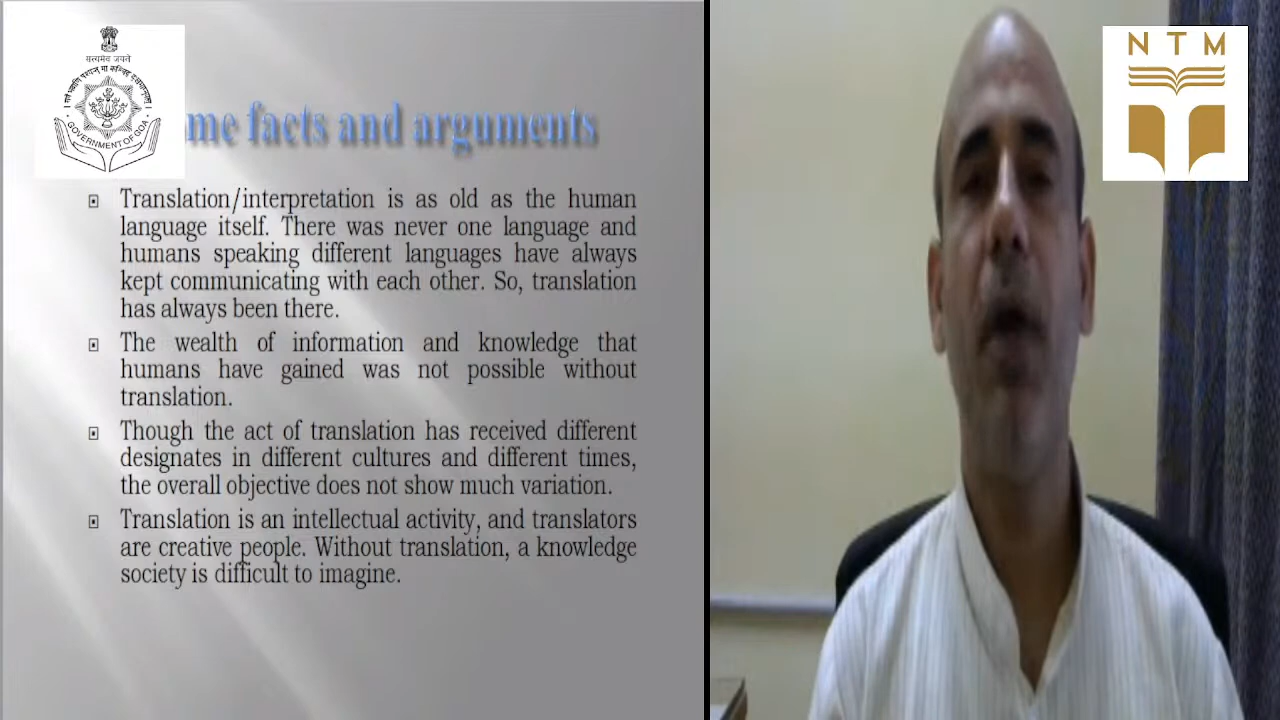 सत्यमेव जयते
GOVERNMENT OF GOA
NTM
me facts and arguments
Translation/interpretation is as old as the human
language itself. There was never one language and
humans speaking different languages have always
kept communicating with each other. So, translation
has always been there.
The wealth of information and knowledge that
humans have gained was not possible without
translation.
Though the act of translation has received different
designates in different cultures and different times,
the overall objective does not show much variation.
Translation is an intellectual activity, and translators
are creative people. Without translation, a knowledge
society is difficult to imagine.